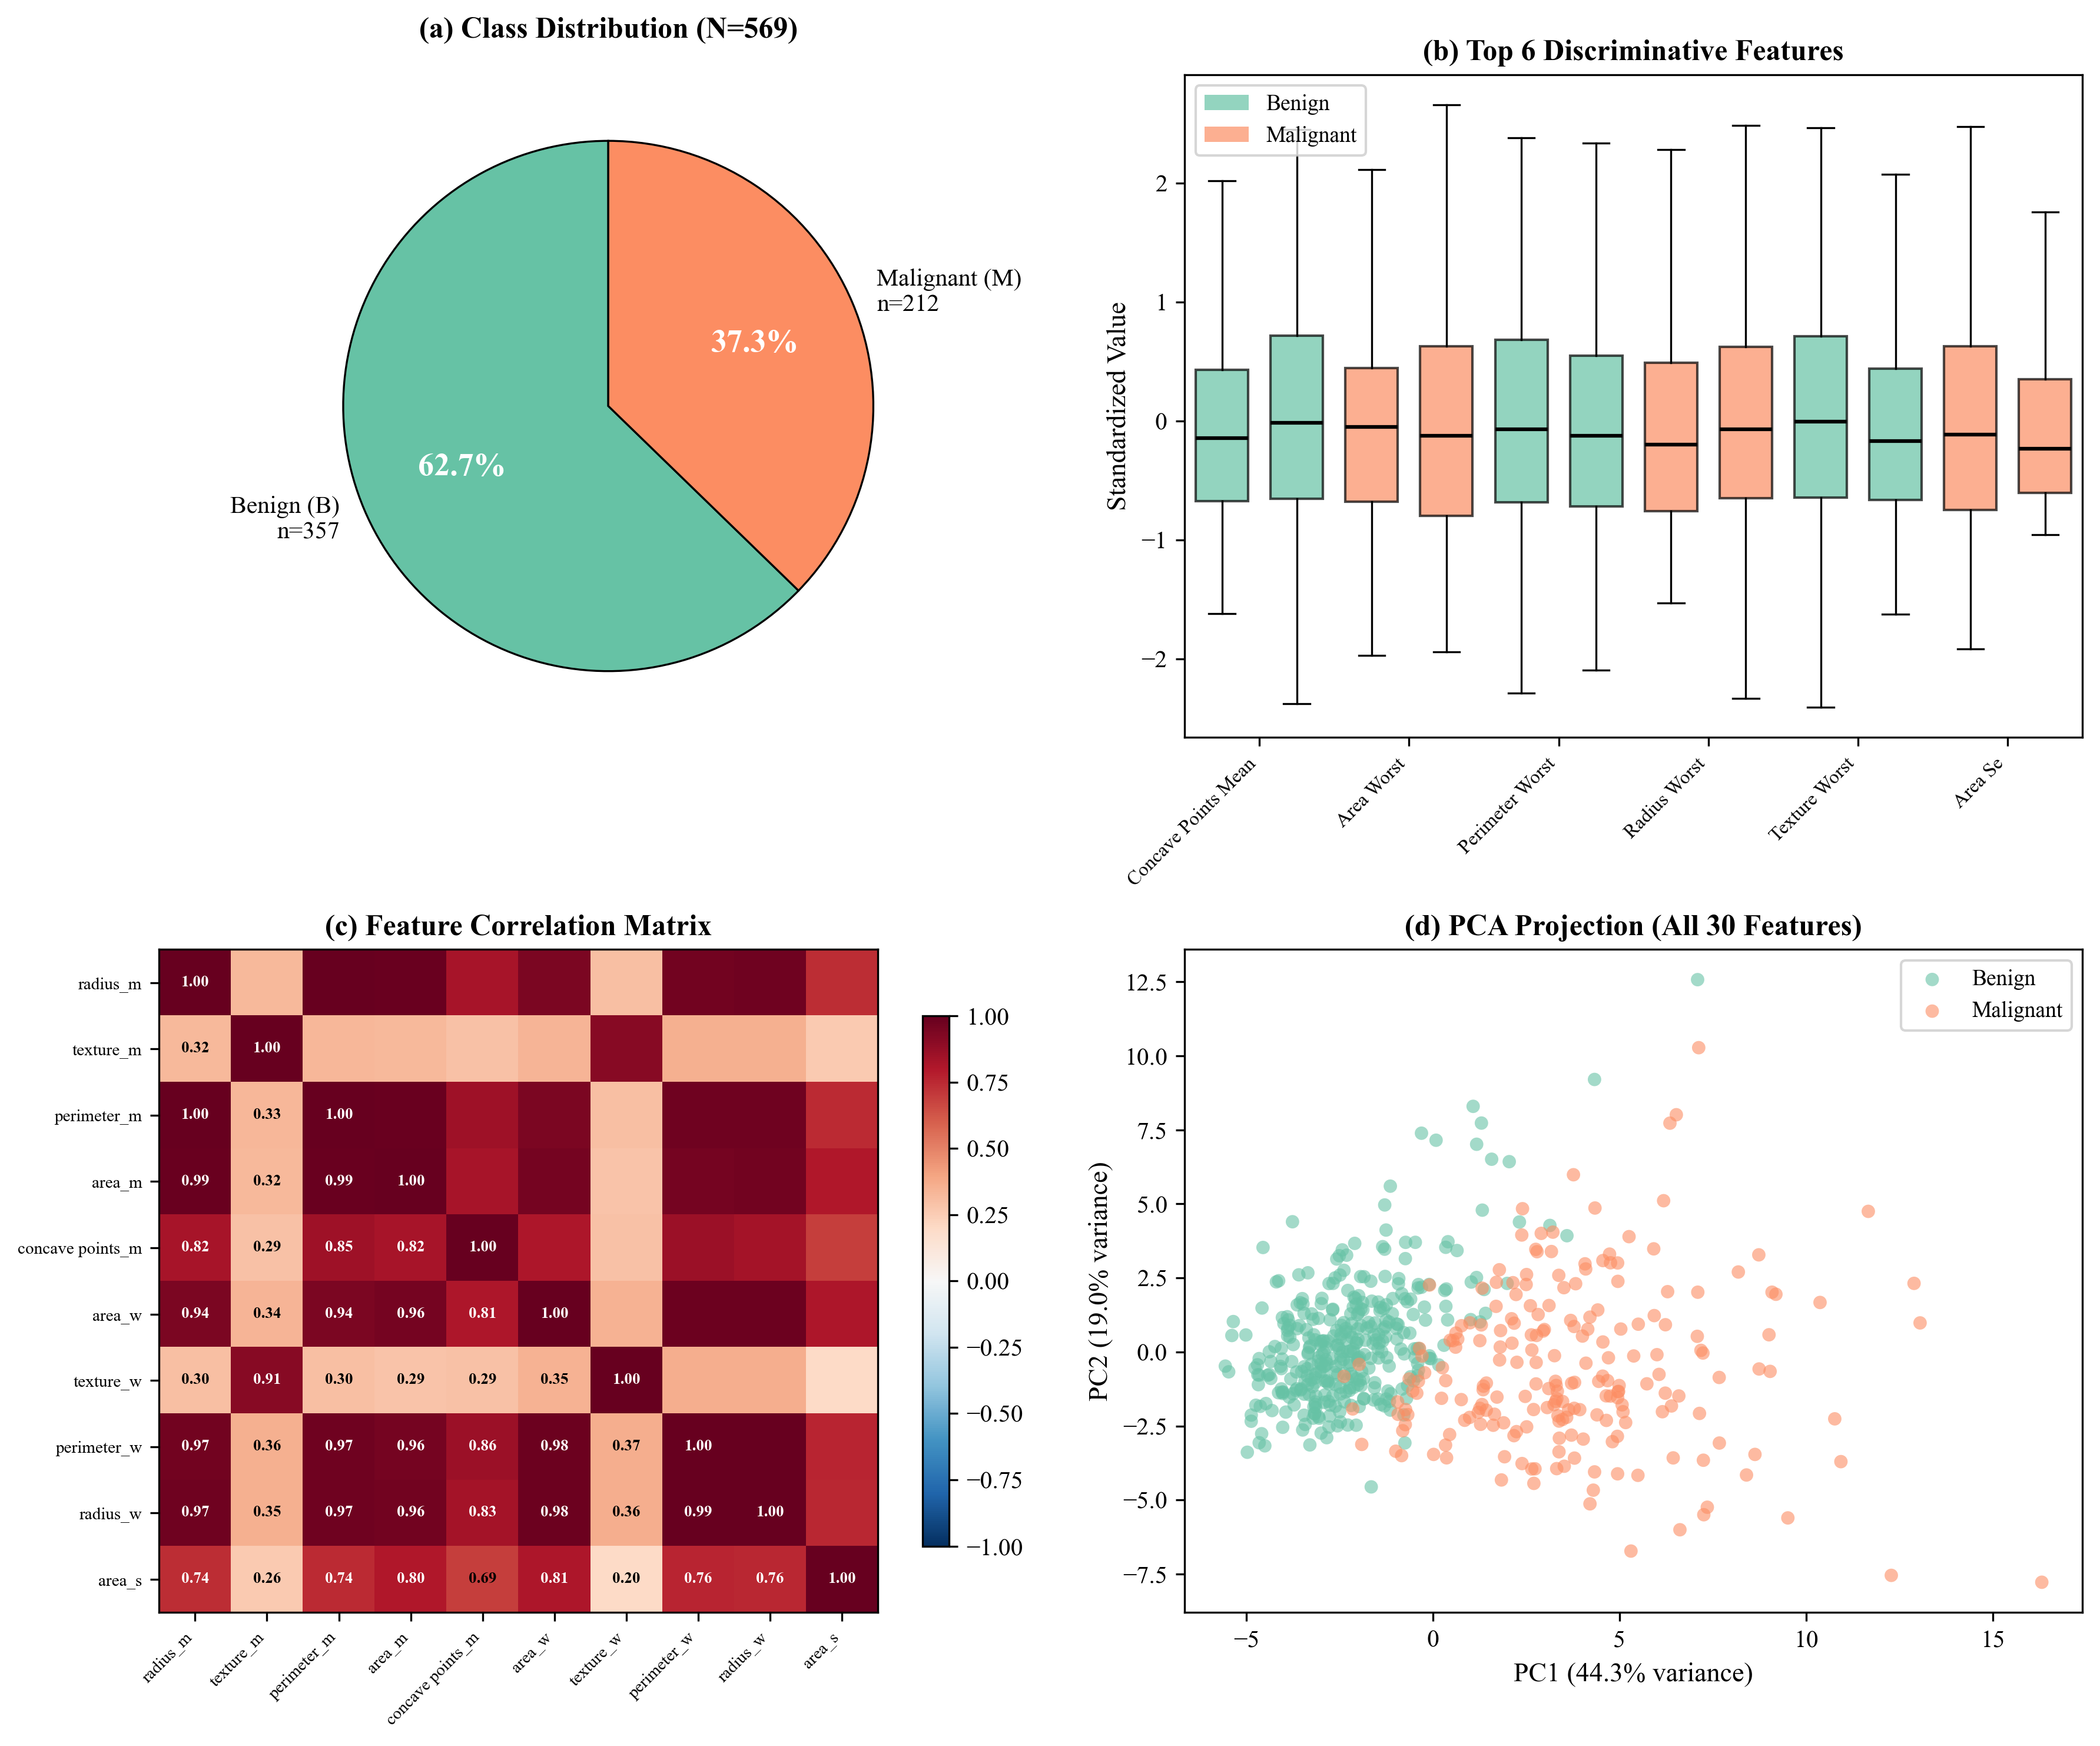 (a) Class Distribution (N=569)
Malignant (M)
n=212
37.3%
62.7%
Benign (B)
n=357
(b) Top 6 Discriminative Features
Benign
Malignant
Standardized Value
2
1
0
−1
−2
Concave Points Mean
Area Worst
Perimeter Worst
Radius Worst
Texture Worst
Area Se
(c) Feature Correlation Matrix
radius_m 1.00
texture_m 0.32 1.00
perimeter_m 1.00 0.33 1.00
area_m 0.99 0.32 0.99 1.00
concave points_m 0.82 0.29 0.85 0.82 1.00
area_w 0.94 0.34 0.94 0.96 0.81 1.00
texture_w 0.30 0.91 0.30 0.29 0.29 0.35 1.00
perimeter_w 0.97 0.36 0.97 0.96 0.86 0.98 0.37 1.00
radius_w 0.97 0.35 0.97 0.96 0.83 0.98 0.36 0.99 1.00
area_s 0.74 0.26 0.74 0.80 0.69 0.81 0.20 0.76 0.76 1.00
radius_m
texture_m
perimeter_m
area_m
concave points_m
area_w
texture_w
perimeter_w
radius_w
area_s
1.00
0.75
0.50
0.25
0.00
−0.25
−0.50
−0.75
−1.00
(d) PCA Projection (All 30 Features)
Benign
Malignant
PC2 (19.0% variance)
12.5
10.0
7.5
5.0
2.5
0.0
−2.5
−5.0
−7.5
−5 0 5 10 15
PC1 (44.3% variance)